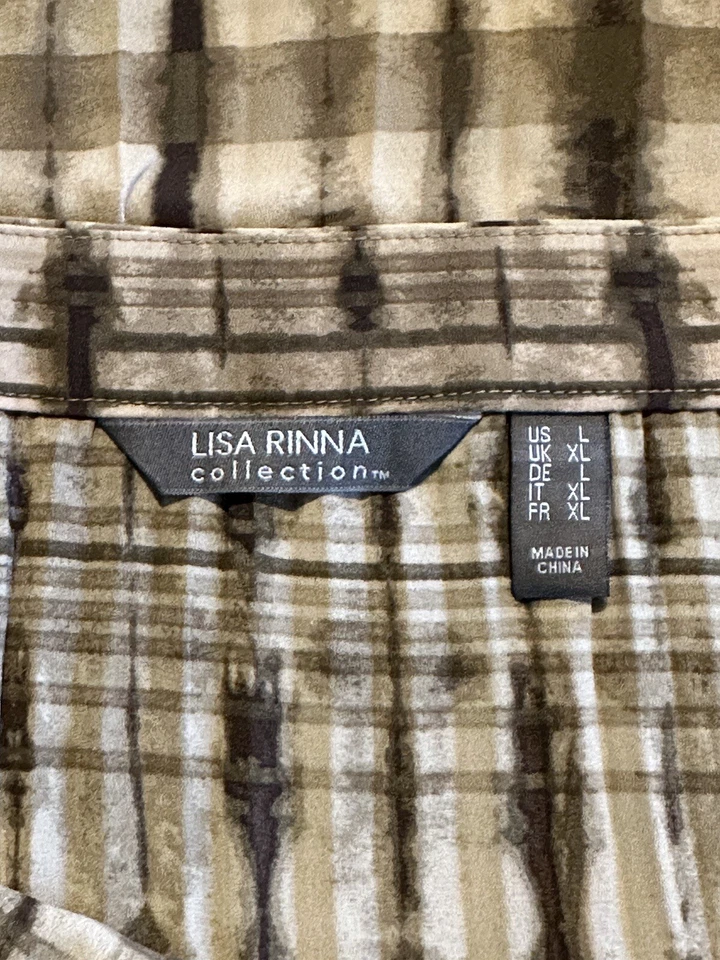 LISA RINNA
collection™
US L
UK XL
DE L
IT XL
FR XL
MADE IN
CHINA